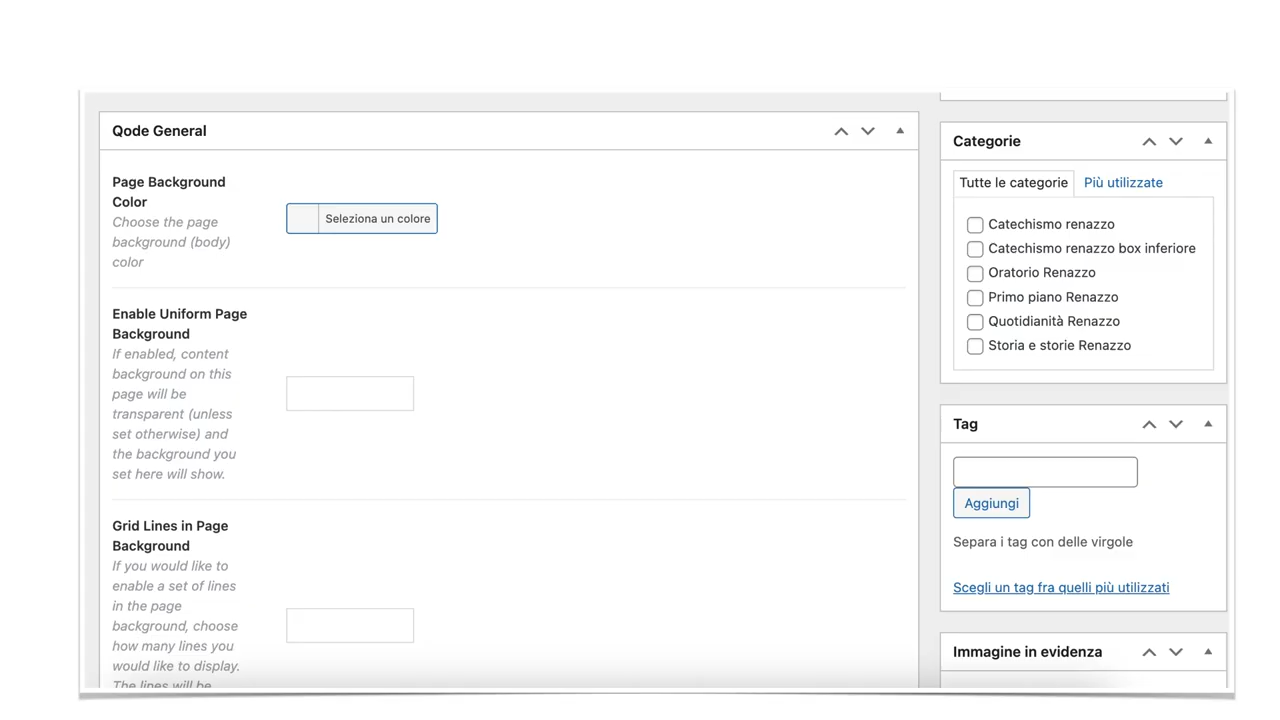 Qode General
Page Background
Color
Choose the page
background (body)
color
Seleziona un colore
Enable Uniform Page
Background
If enabled, content
background on this
page will be
transparent (unless
set otherwise) and
the background you
set here will show.
Grid Lines in Page
Background
If you would like to
enable a set of lines
in the page
background, choose
how many lines you
would like to display.
The lines will be
Categorie
Tutte le categorie Più utilizzate
Catechismo renazzo
Catechismo renazzo box inferiore
Oratorio Renazzo
Primo piano Renazzo
Quotidianità Renazzo
Storia e storie Renazzo
Tag
Aggiungi
Separa i tag con delle virgole
Scegli un tag fra quelli più utilizzati
Immagine in evidenza